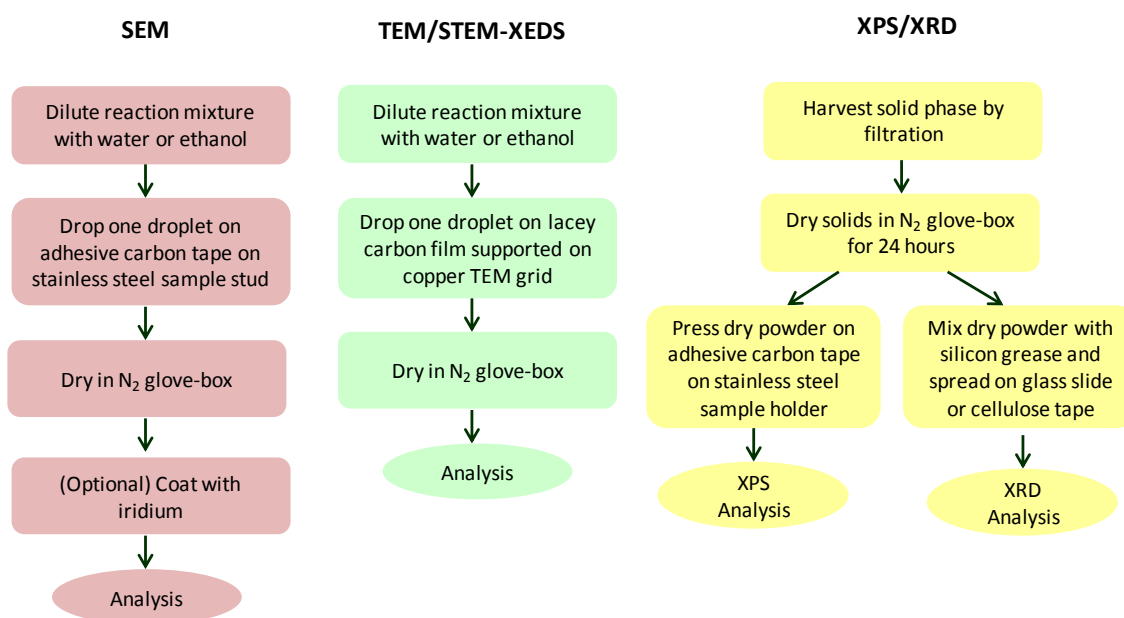 SEM
Dilute reaction mixture
with water or ethanol
Drop one droplet on
adhesive carbon tape on
stainless steel sample stud
Dry in N₂ glove-box
(Optional) Coat with
iridium
Analysis
TEM/STEM-XEDS
Dilute reaction mixture
with water or ethanol
Drop one droplet on lacey
carbon film supported on
copper TEM grid
Dry in N₂ glove-box
Analysis
XPS/XRD
Harvest solid phase by
filtration
Dry solids in N₂ glove-box
for 24 hours
Press dry powder on
adhesive carbon tape
on stainless steel
sample holder
XPS
Analysis
Mix dry powder with
silicon grease and
spread on glass slide
or cellulose tape
XRD
Analysis